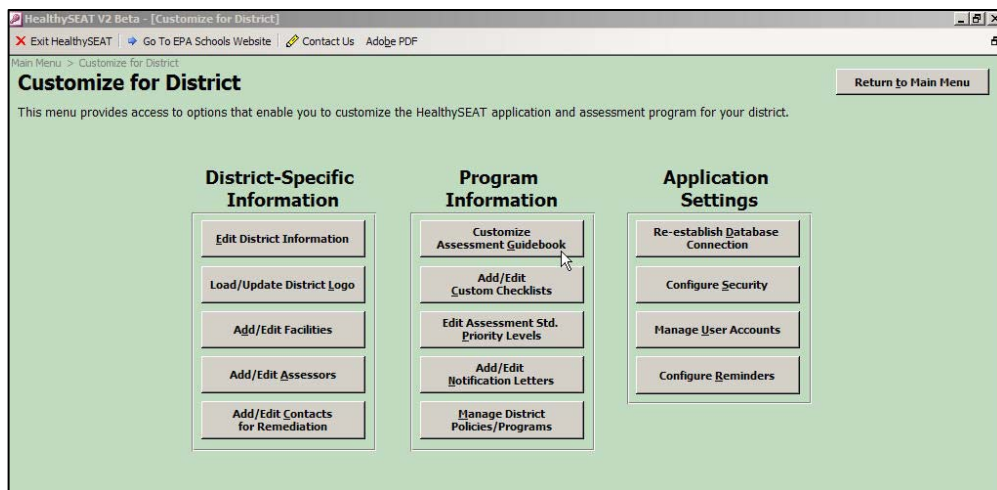 HealthySEAT V2 Beta - [Customize for District]
Exit HealthySEAT Go To EPA Schools Website Contact Us Adobe PDF
Main Menu > Customize for District
Customize for District
Return to Main Menu
This menu provides access to options that enable you to customize the HealthySEAT application and assessment program for your district.
District-Specific
Information
Edit District Information
Load/Update District Logo
Add/Edit Facilities
Add/Edit Assessors
Add/Edit Contacts
for Remediation
Program
Information
Customize
Assessment Guidebook
Add/Edit
Custom Checklists
Edit Assessment Std.
Priority Levels
Add/Edit
Notification Letters
Manage District
Policies/Programs
Application
Settings
Re-establish Database
Connection
Configure Security
Manage User Accounts
Configure Reminders